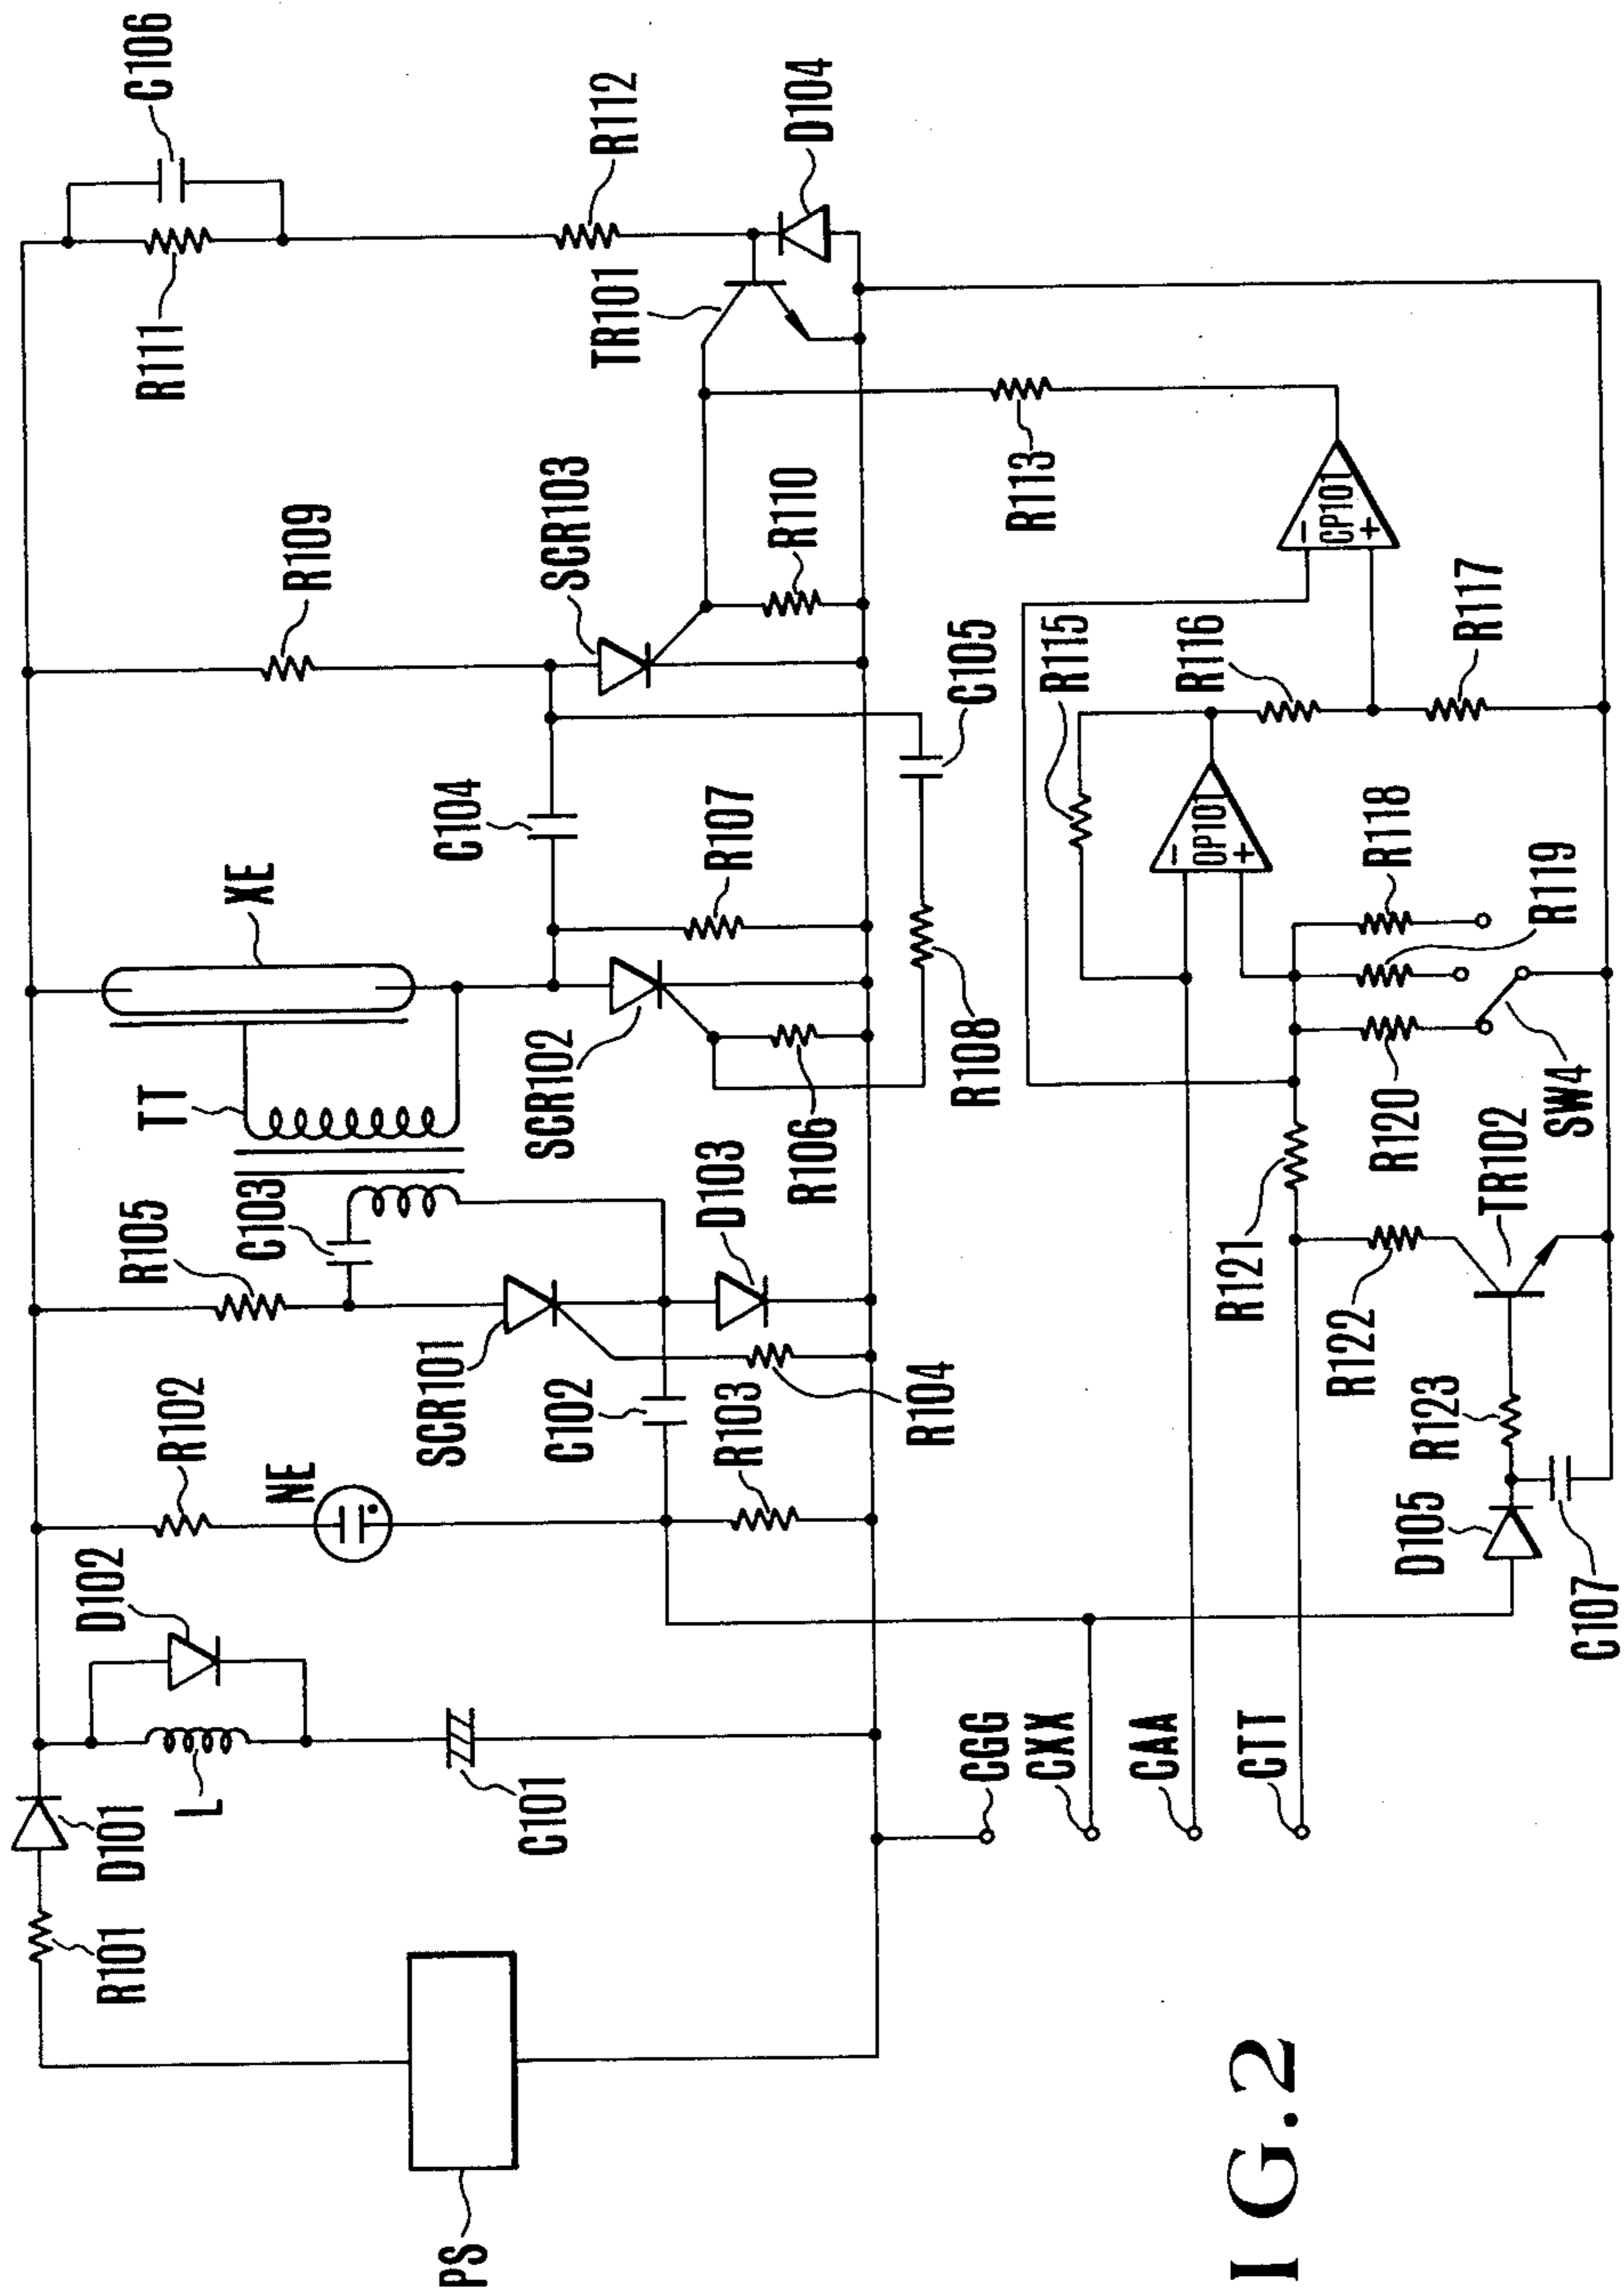 C106
R111
R112
D104
TR101
R109
SCR103
R110
R113
CP101
−
+
C104
C105
R115
R116
R117
XE
R107
OP101
−
+
R118
R119
TT
SCR102
R108
R106
R120
SW4
C103
R105
D103
R121
TR102
SCR101
R122
R102
C102
R104
R103
R123
NE
D105
D102
C107
L
C101
CGG
CXX
CAA
CTT
D101
R101
PS
I G.2